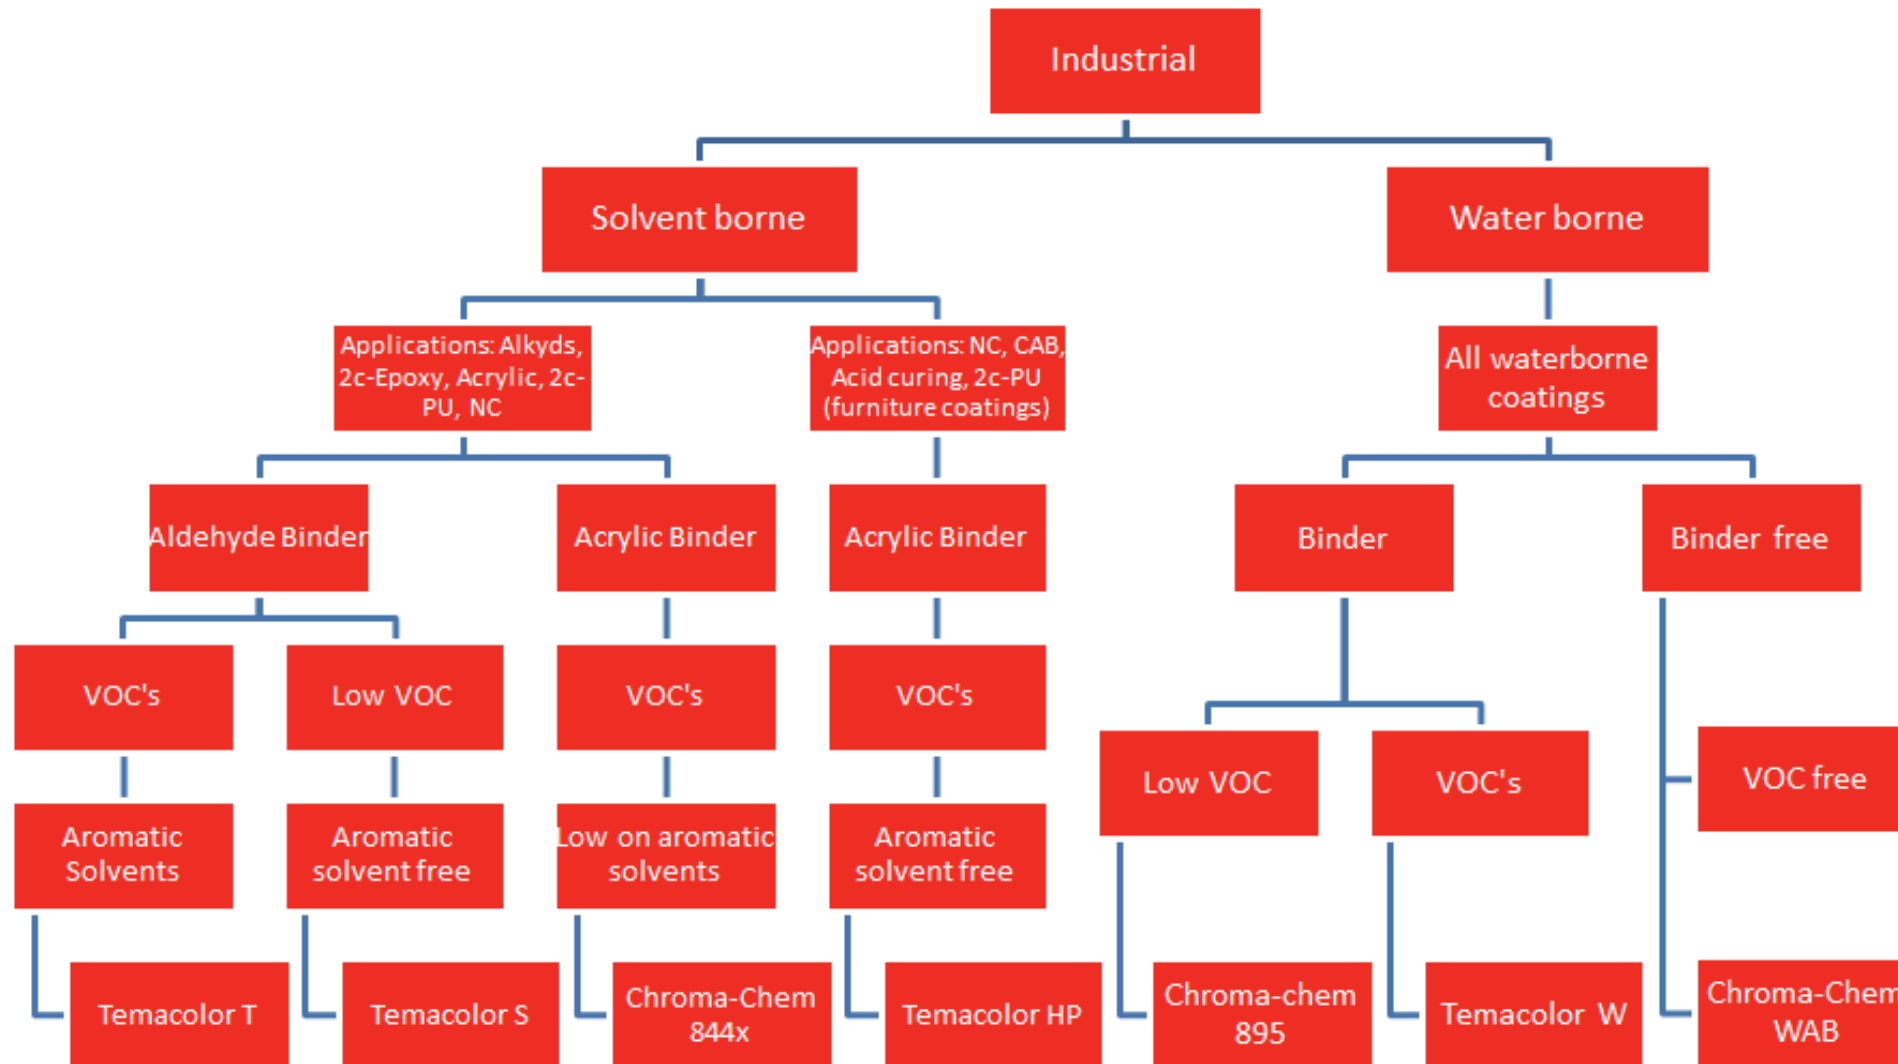 Industrial
Solvent borne
Water borne
Applications: Alkyds,
2c-Epoxy, Acrylic, 2c-
PU, NC
Applications: NC, CAB,
Acid curing, 2c-PU
(furniture coatings)
All waterborne
coatings
Aldehyde Binder
Acrylic Binder
Acrylic Binder
Binder
Binder free
VOC's
Low VOC
VOC's
VOC's
Low VOC
VOC's
VOC free
Aromatic
Solvents
Aromatic
solvent free
Low on aromatic
solvents
Aromatic
solvent free
Temacolor T
Temacolor S
Chroma-Chem
844x
Temacolor HP
Chroma-chem
895
Temacolor W
Chroma-Chem
WAB